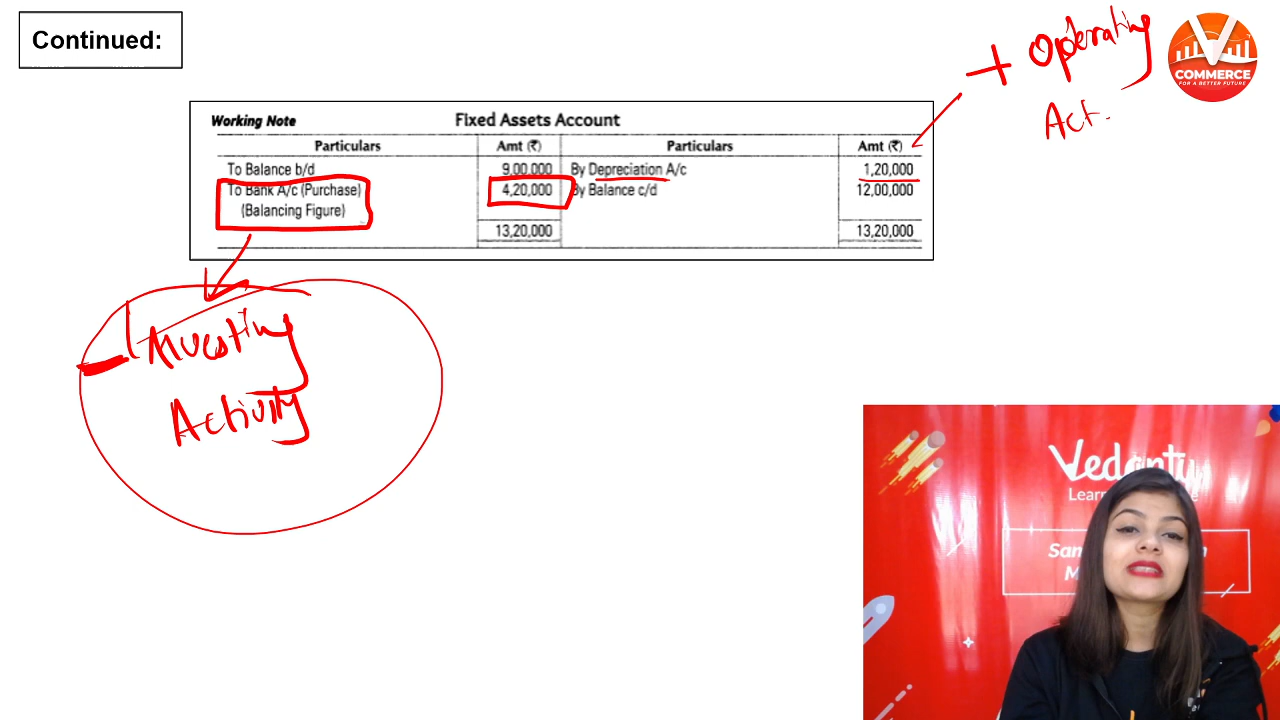 Continued:
+ Operating
Act.
V
COMMERCE
FOR A BETTER FUTURE
Working Note Fixed Assets Account
Particulars Amt (₹) Particulars Amt (₹)
To Balance b/d 9,00,000 By Depreciation A/c 1,20,000
To Bank A/c (Purchase) 4,20,000 By Balance c/d 12,00,000
(Balancing Figure)
13,20,000 13,20,000
Investing
Activity
Vedantu
Learn
San
M